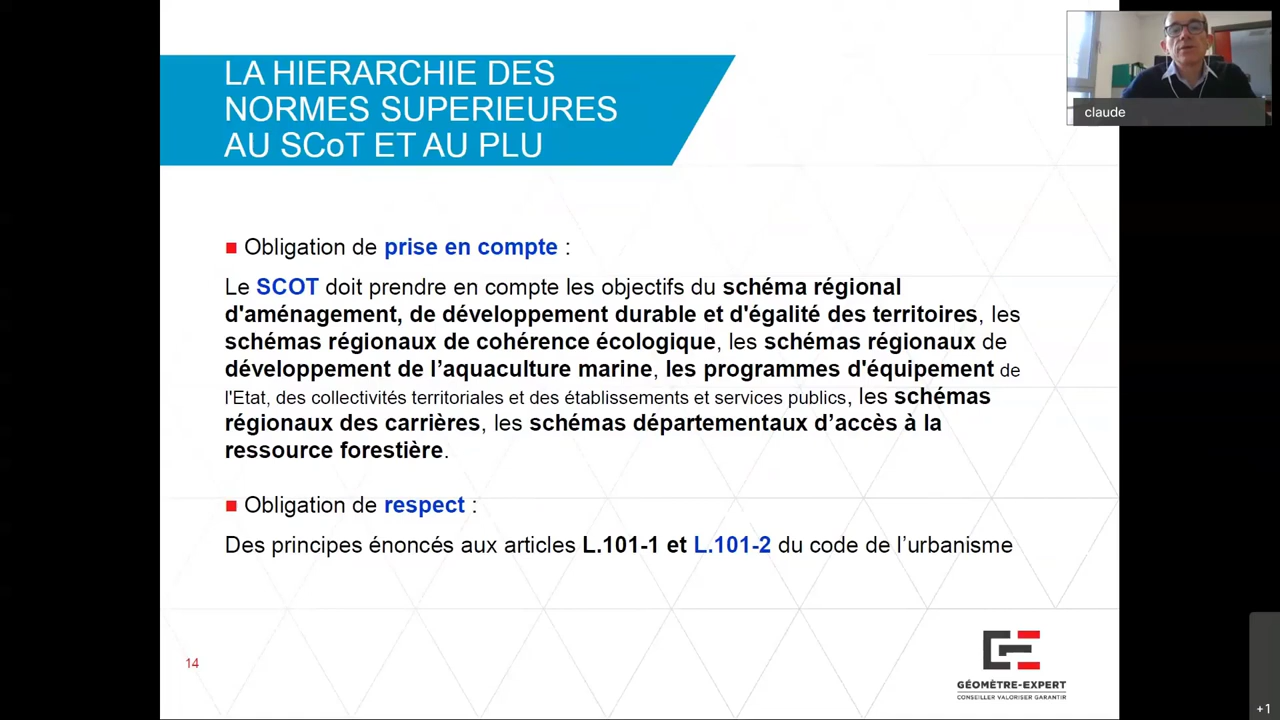 LA HIERARCHIE DES
NORMES SUPERIEURES
AU SCoT ET AU PLU
claude
■ Obligation de prise en compte :
Le SCOT doit prendre en compte les objectifs du schéma régional
d'aménagement, de développement durable et d'égalité des territoires, les
schémas régionaux de cohérence écologique, les schémas régionaux de
développement de l’aquaculture marine, les programmes d'équipement de
l'Etat, des collectivités territoriales et des établissements et services publics, les schémas
régionaux des carrières, les schémas départementaux d’accès à la
ressource forestière.
■ Obligation de respect :
Des principes énoncés aux articles L.101-1 et L.101-2 du code de l’urbanisme
14
GÉOMÈTRE-EXPERT
CONSEILLER VALORISER GARANTIR
+1